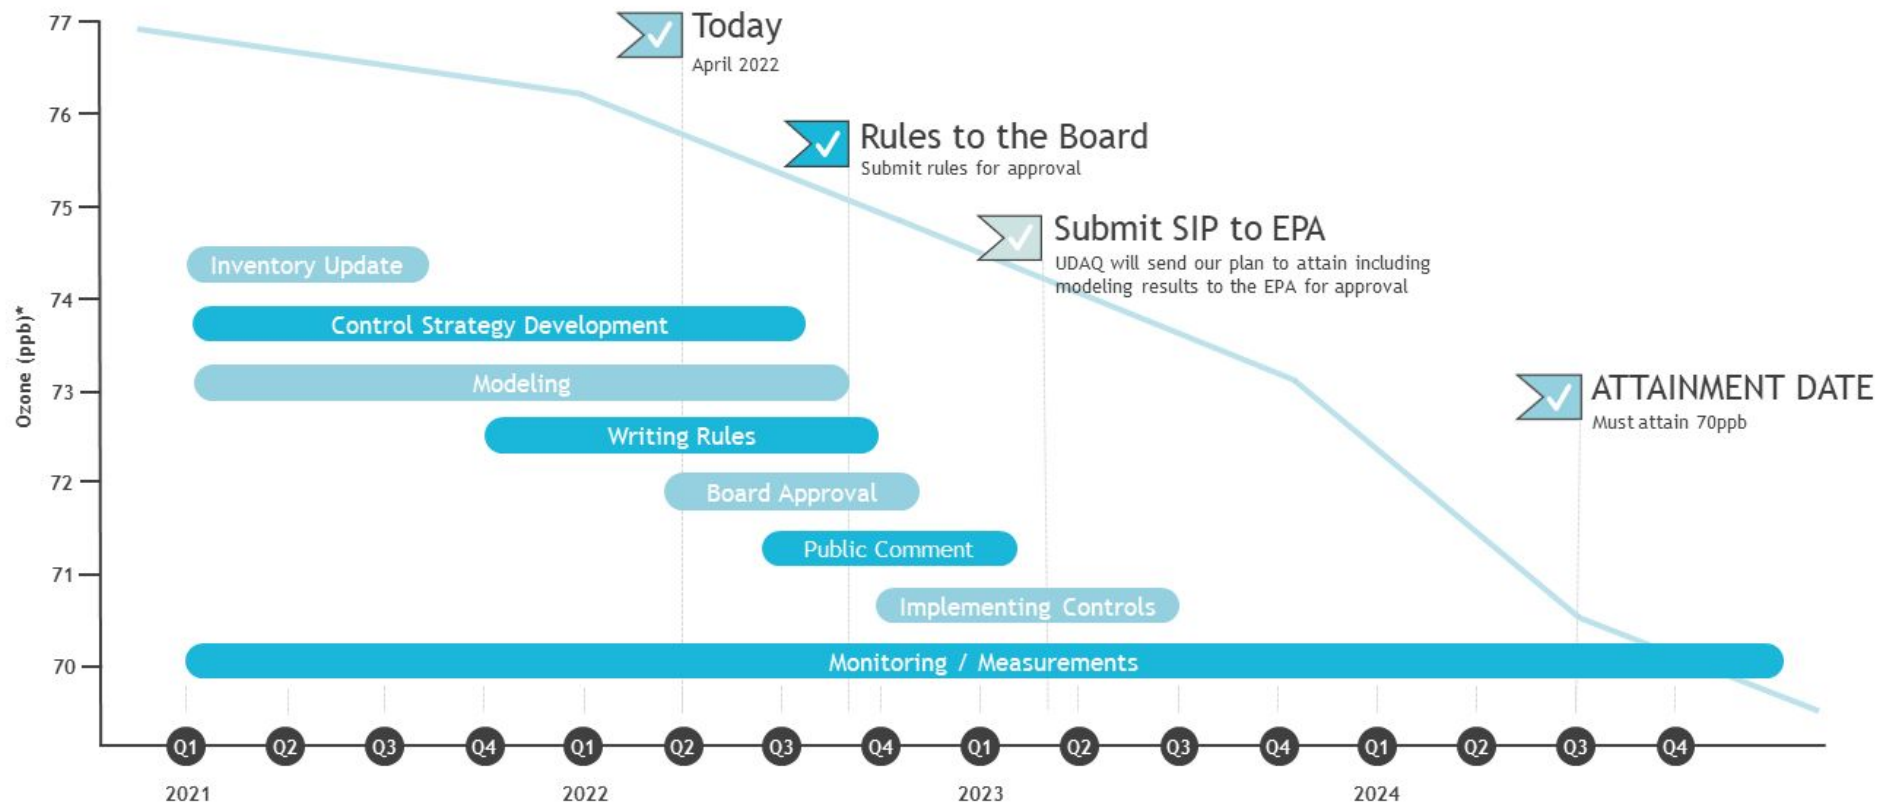 77
Today
April 2022
76
Rules to the Board
Submit rules for approval
75
Submit SIP to EPA
UDAQ will send our plan to attain including
modeling results to the EPA for approval
Inventory Update
74
Control Strategy Development
Ozone (ppb)*
73
Modeling
ATTAINMENT DATE
Must attain 70ppb
Writing Rules
72
Board Approval
Public Comment
71
Implementing Controls
70
Monitoring / Measurements
Q1 Q2 Q3 Q4 Q1 Q2 Q3 Q4 Q1 Q2 Q3 Q4 Q1 Q2 Q3 Q4
2021 2022 2023 2024